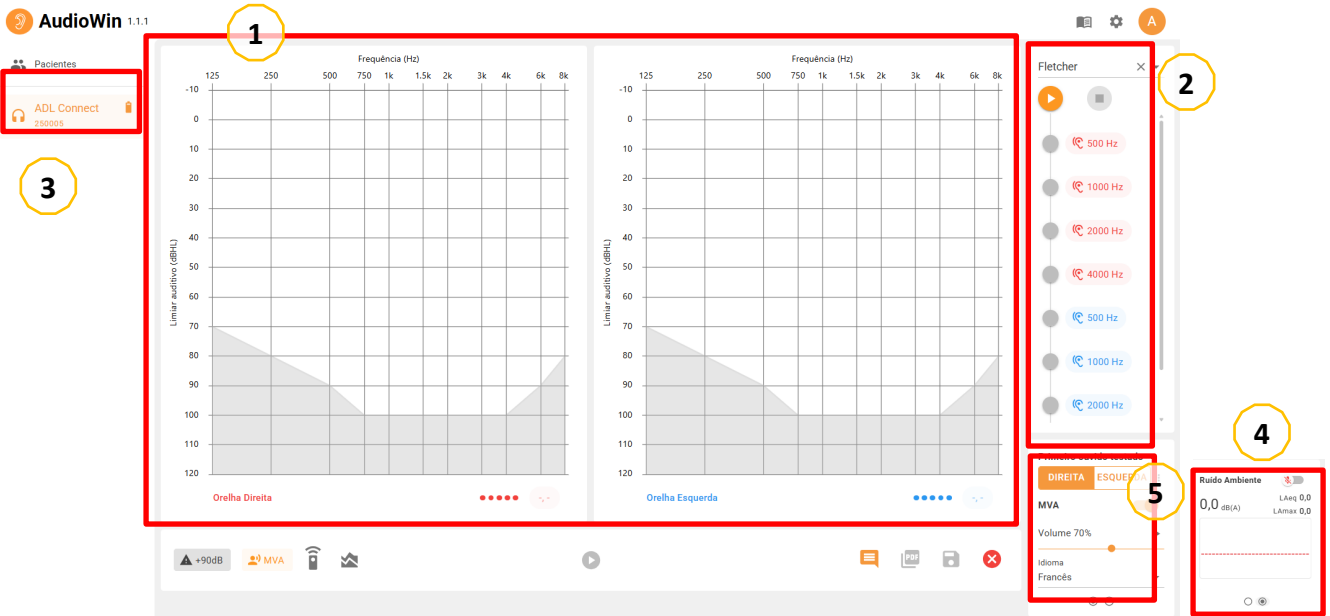 AudioWin 1.1.1
A
Pacientes
ADL Connect
250005
3
1
Frequência (Hz)
125 250 500 750 1k 1.5k 2k 3k 4k 6k 8k
-10
0
10
20
30
40
50
60
70
80
90
100
110
120
Limiar auditivo (dBHL)
Orelha Direita
-,-
Frequência (Hz)
125 250 500 750 1k 1.5k 2k 3k 4k 6k 8k
-10
0
10
20
30
40
50
60
70
80
90
100
110
120
Limiar auditivo (dBHL)
Orelha Esquerda
-,-
+90dB
MVA
PDF
Fletcher
2
500 Hz
1000 Hz
2000 Hz
4000 Hz
500 Hz
1000 Hz
2000 Hz
Primeiro ouvido testado
DIREITA ESQUERDA
5
MVA
Volume 70%
Idioma
Francês
4
Ruído Ambiente
0,0 dB(A)
LAeq 0,0
LAmax 0,0